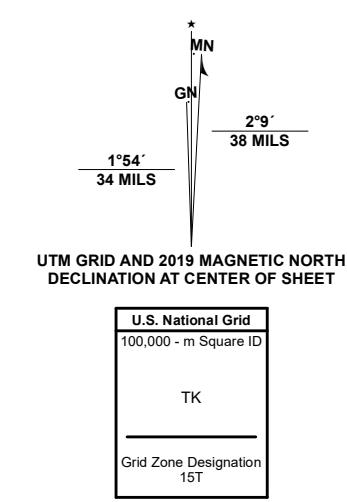 ★
MN
GN
2°9´
38 MILS
1°54´
34 MILS
UTM GRID AND 2019 MAGNETIC NORTH
DECLINATION AT CENTER OF SHEET
U.S. National Grid
100,000 - m Square ID
TK
Grid Zone Designation
15T